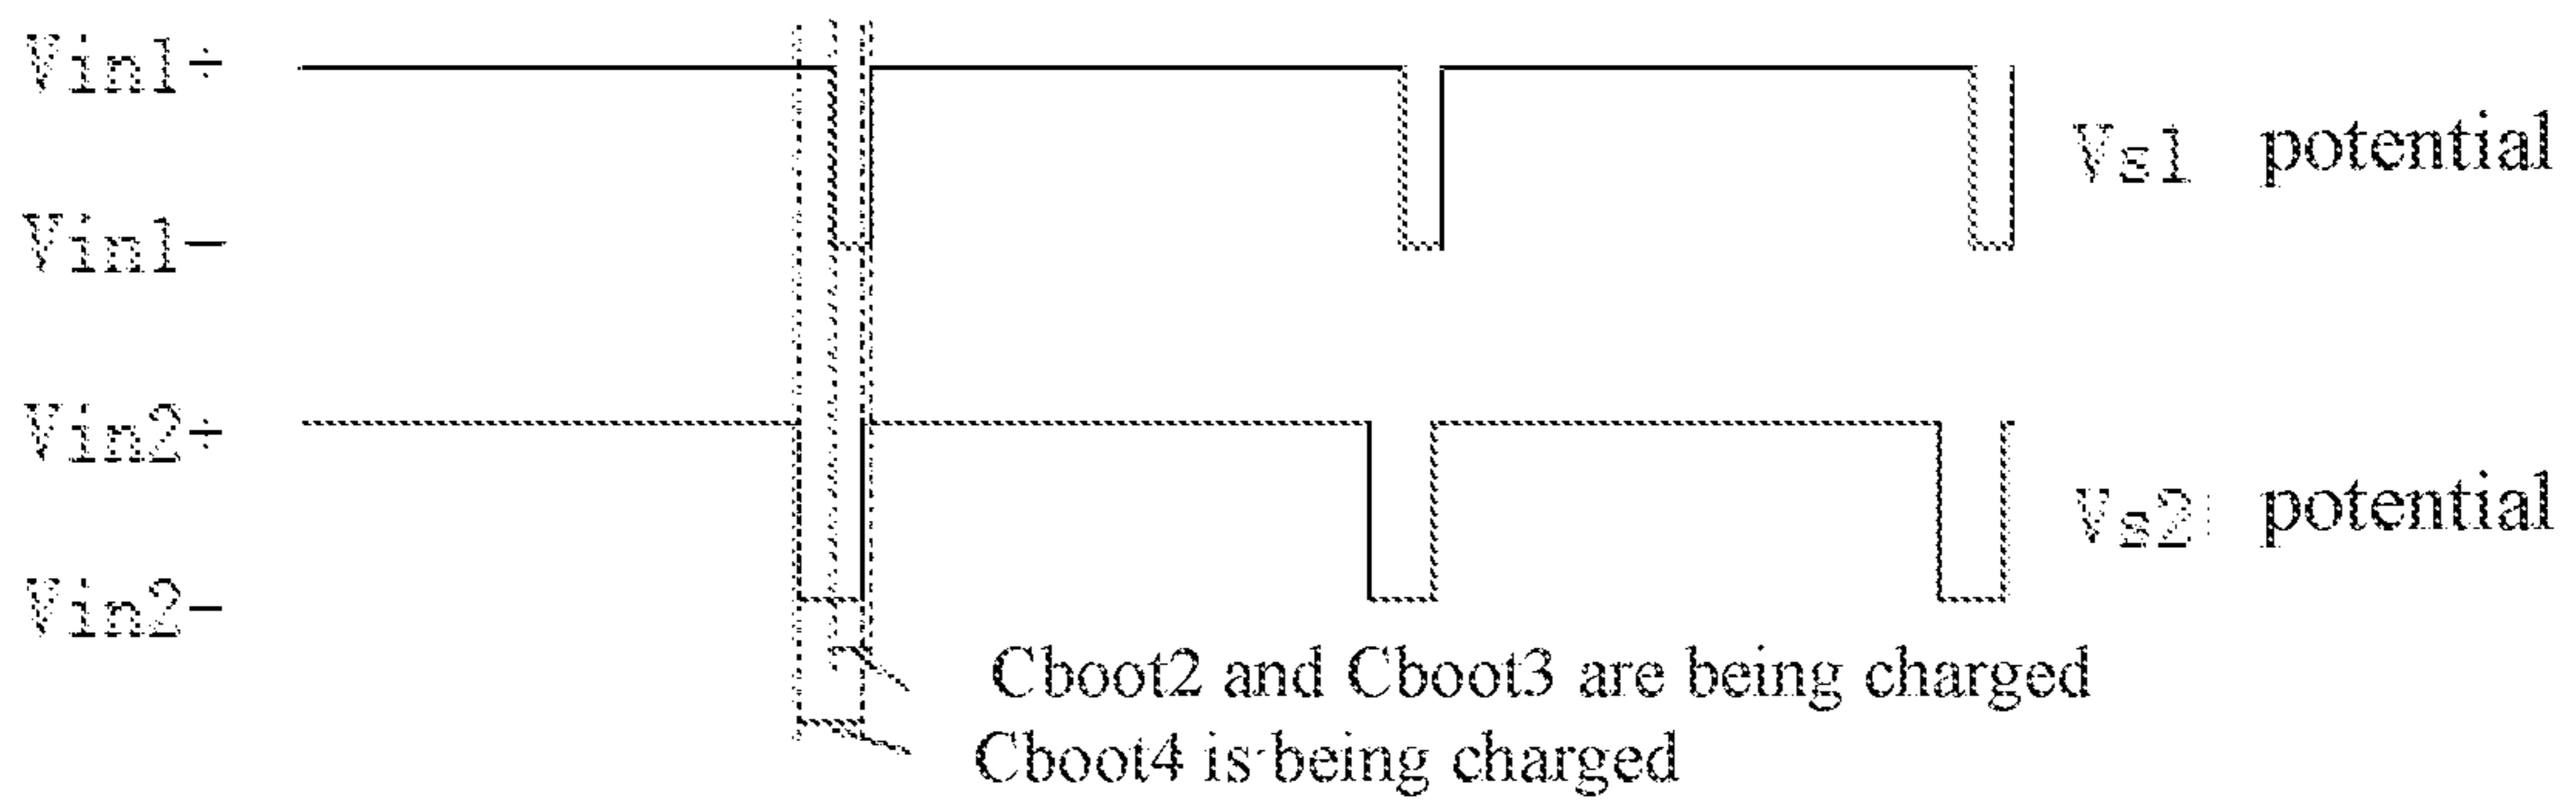 Vin1+
Vin1−
Vs1 potential
Vin2+
Vin2−
Vs2 potential
Cboot2 and Cboot3 are being charged
Cboot4 is being charged